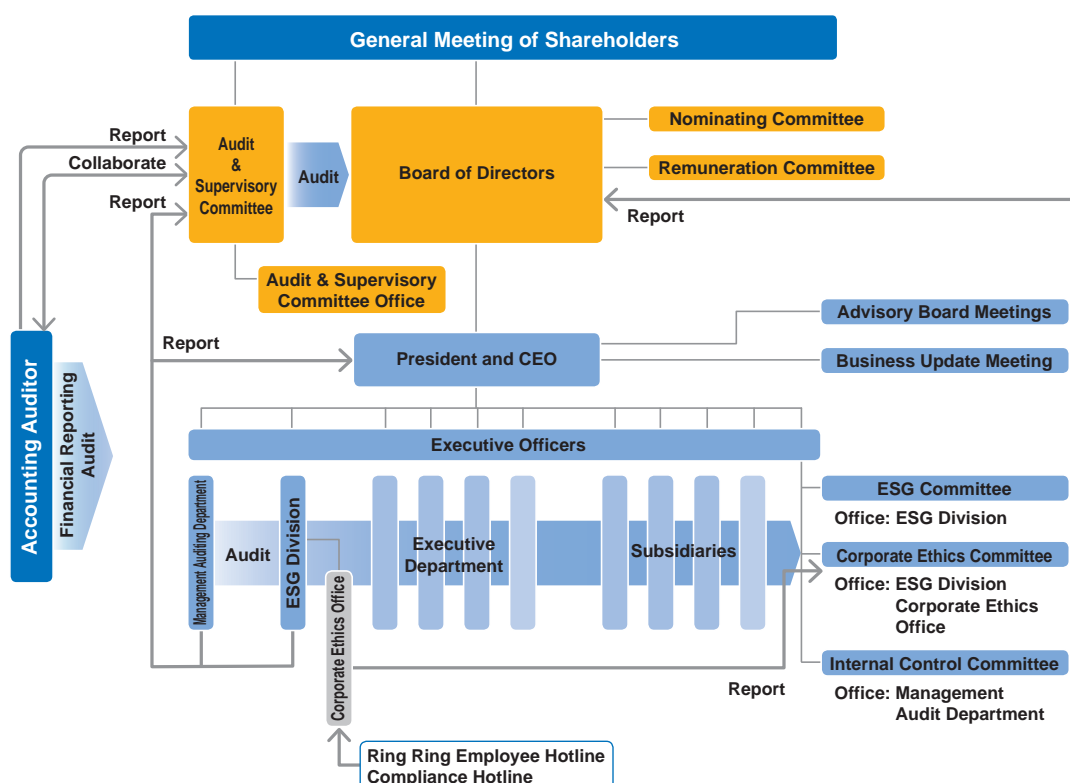 General Meeting of Shareholders
Report
Collaborate
Report
Audit
&
Supervisory
Committee
Audit
Board of Directors
Nominating Committee
Remuneration Committee
Report
Audit & Supervisory
Committee Office
Report
President and CEO
Advisory Board Meetings
Business Update Meeting
Accounting Auditor
Financial Reporting
Audit
Executive Officers
Management Auditing Department
Audit
ESG Division
Corporate Ethics Office
Executive
Department
Subsidiaries
ESG Committee
Office: ESG Division
Corporate Ethics Committee
Office: ESG Division
Corporate Ethics
Office
Internal Control Committee
Office: Management
Audit Department
Report
Ring Ring Employee Hotline
Compliance Hotline